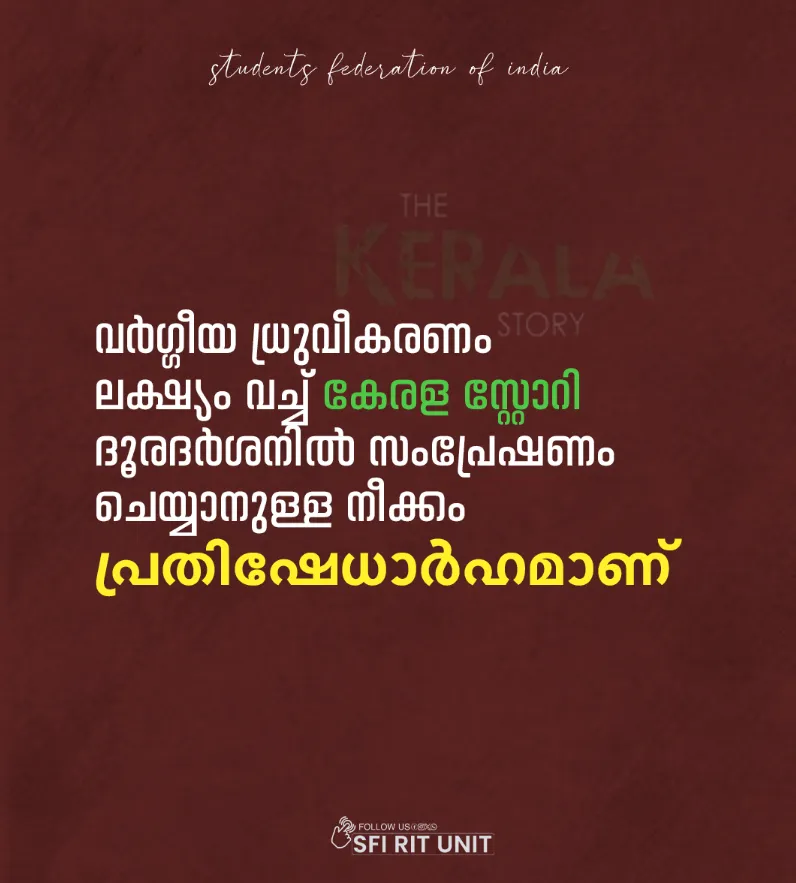 students federation of india
THE
KERALA
STORY
വർഗ്ഗീയ ധ്രുവീകരണം
ലക്ഷ്യം വച്ച് കേരള സ്റ്റോറി
ദൂരദർശനിൽ സംപ്രേഷണം
ചെയ്യാനുള്ള നീക്കം
പ്രതിഷേധാർഹമാണ്
FOLLOW US
SFI RIT UNIT